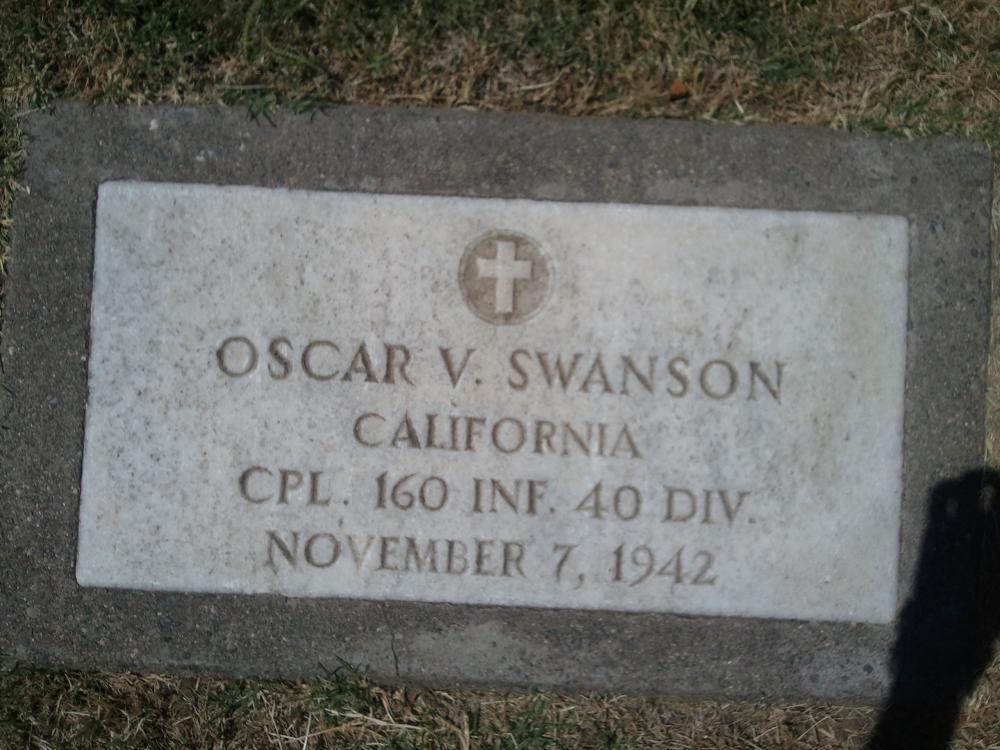 OSCAR V. SWANSON
CALIFORNIA
CPL. 160 INF. 40 DIV.
NOVEMBER 7, 1942